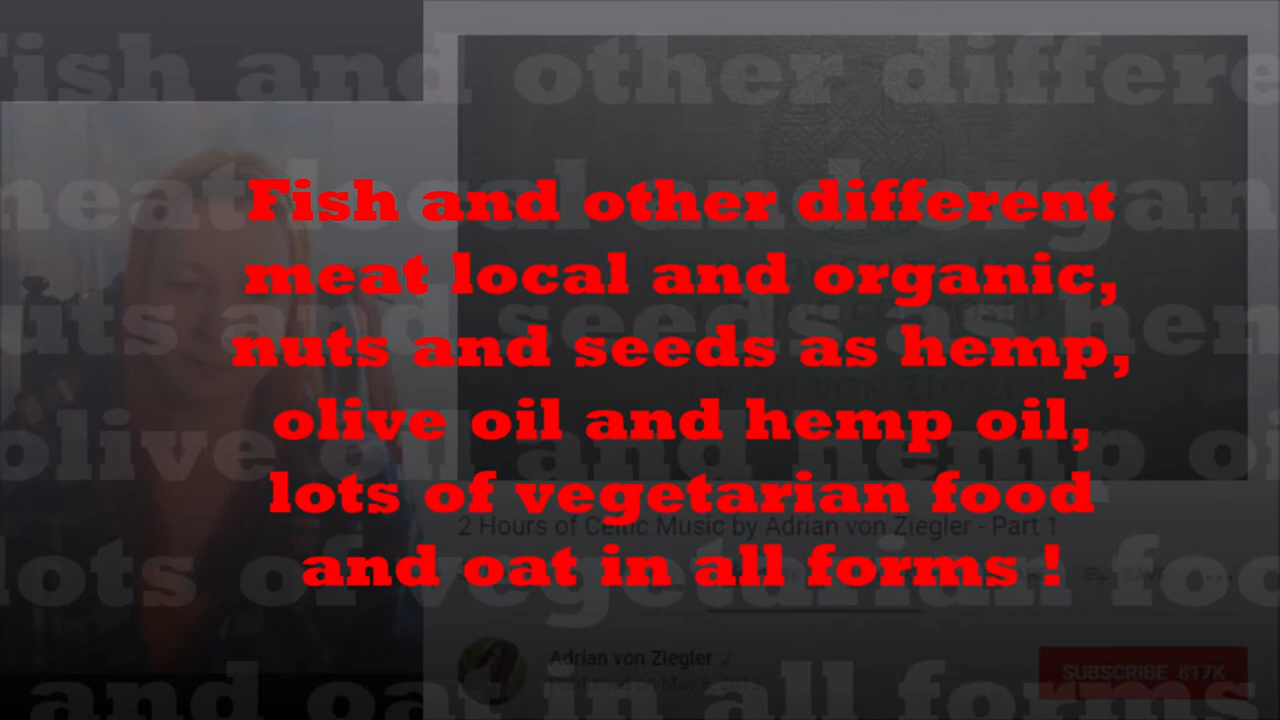 Fish and other different
meat local and organic,
nuts and seeds as hemp,
olive oil and hemp oil,
lots of vegetarian food
and oat in all forms !
2 Hours of Celtic Music by Adrian von Ziegler - Part 1
SAVE
Adrian von Ziegler
SUBSCRIBE 817K